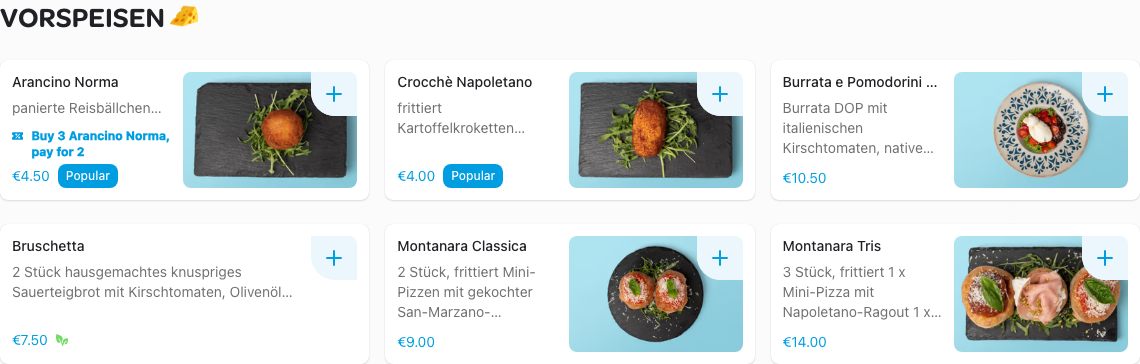 VORSPEISEN
Arancino Norma
panierte Reisbällchen...
Buy 3 Arancino Norma,
pay for 2
€4.50 Popular
Crocchè Napoletano
frittiert
Kartoffelkroketten...
€4.00 Popular
Burrata e Pomodorini ...
Burrata DOP mit
italienischen
Kirschtomaten, native...
€10.50
Bruschetta
2 Stück hausgemachtes knuspriges
Sauerteigbrot mit Kirschtomaten, Olivenöl...
€7.50
Montanara Classica
2 Stück, frittiert Mini-
Pizzen mit gekochter
San-Marzano-...
€9.00
Montanara Tris
3 Stück, frittiert 1 x
Mini-Pizza mit
Napoletano-Ragout 1 x...
€14.00